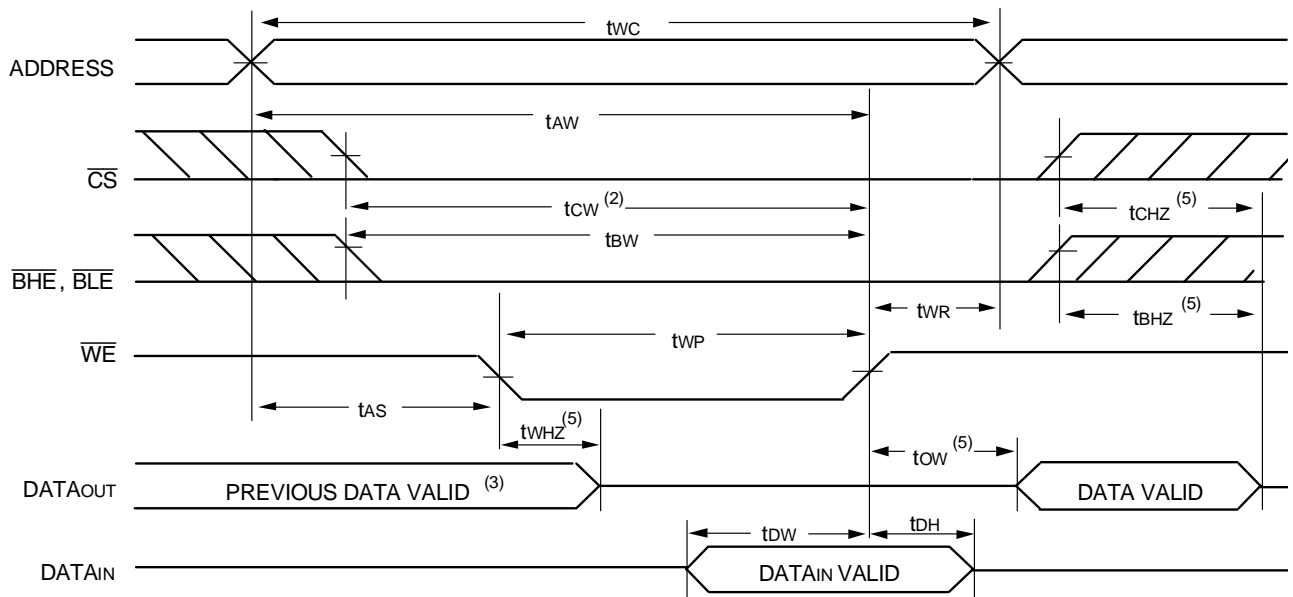 tWC
ADDRESS
tAW
CS
tCW (2)
tCHZ (5)
tBW
BHE, BLE
tWR
tBHZ (5)
tWP
WE
tAS
tWHZ (5)
tOW (5)
DATAOUT
PREVIOUS DATA VALID (3)
DATA VALID
tDW
tDH
DATAIN
DATAIN VALID